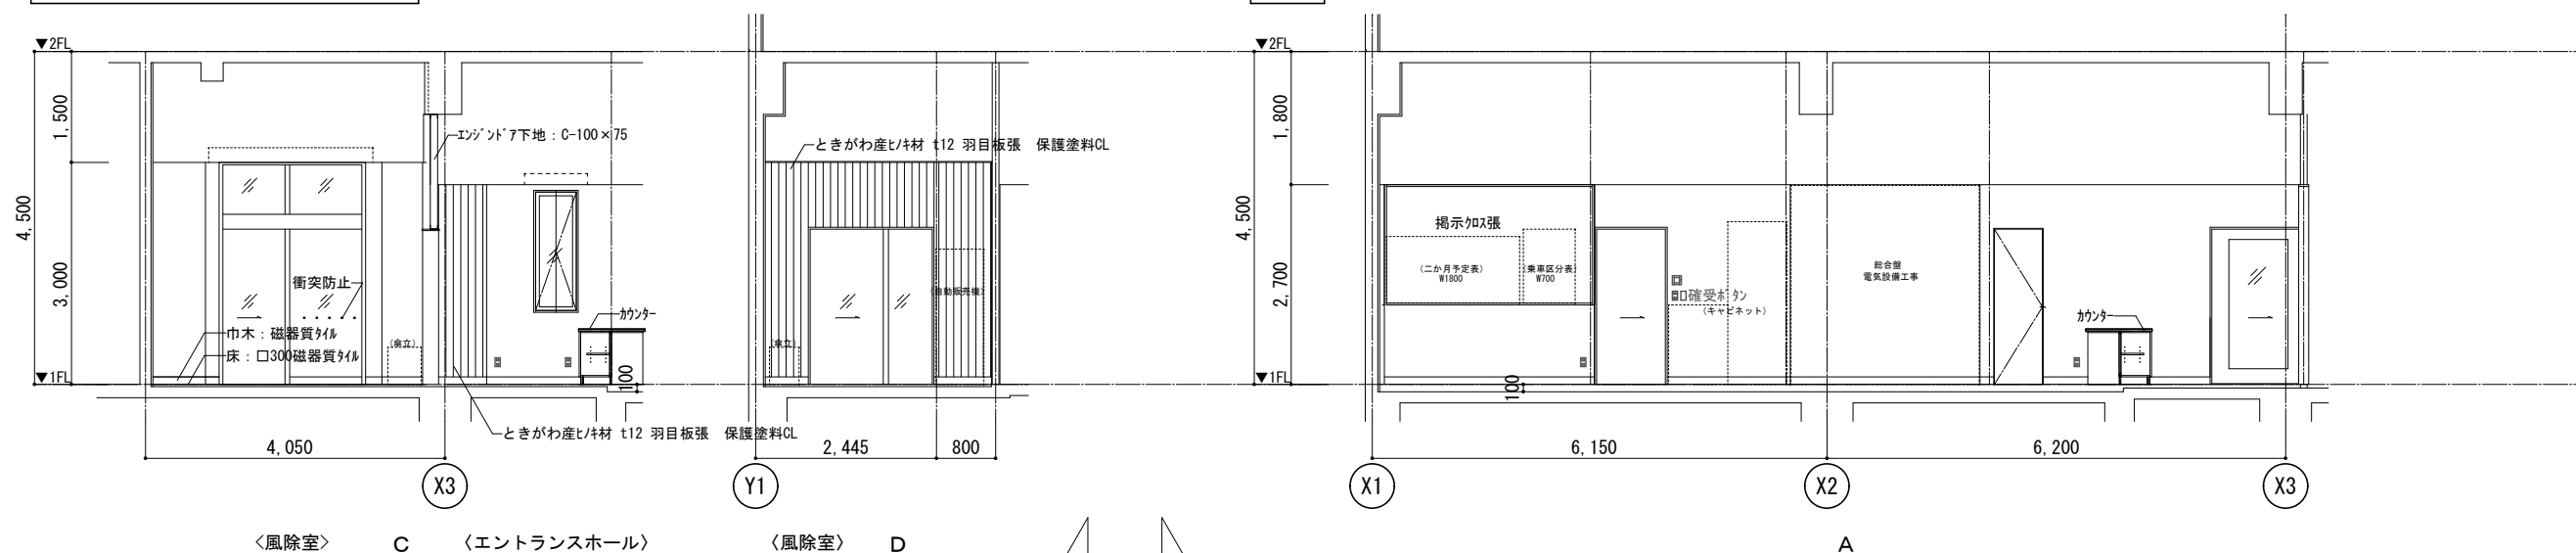 ▼2FL
1,500
4,500
3,000
▼1FL
エンジンドア下地：C-100×75
衝突防止
巾木：磁器質タイル
床：口300磁器質タイル
(傘立)
カウンター
100
ときがわ産ヒノキ材 t12 羽目板張 保護塗料CL
4,050
X3
〈風除室〉 C 〈エントランスホール〉
ときがわ産ヒノキ材 t12 羽目板張 保護塗料CL
(自動販売機)
(傘立)
2,445
800
Y1
〈風除室〉 D
▼2FL
1,800
4,500
2,700
▼1FL
掲示クロス張
(二か月予定表)
W1800
(乗車区分表)
W700
確受ボタン
(キャビネット)
総合盤
電気設備工事
カウンター
100
6,150
6,200
X1
X2
X3
A